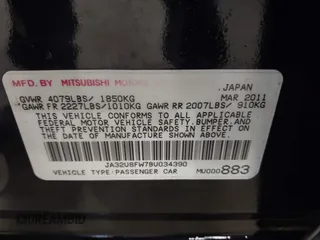 MFD BY MITSUBISHI MOTORS
JAPAN
GVWR 4079LBS/ 1850KG MAR 2011
GAWR FR 2227LBS/1010KG GAWR RR 2007LBS/ 910KG
THIS VEHICLE CONFORMS TO ALL APPLICABLE
FEDERAL MOTOR VEHICLE SAFETY, BUMPER, AND
THEFT PREVENTION STANDARDS IN EFFECT ON
THE DATE OF MANUFACTURE SHOWN ABOVE.
JA32U8FW7BU034390
VEHICLE TYPE: PASSENGER CAR MU000883
DREAMBID